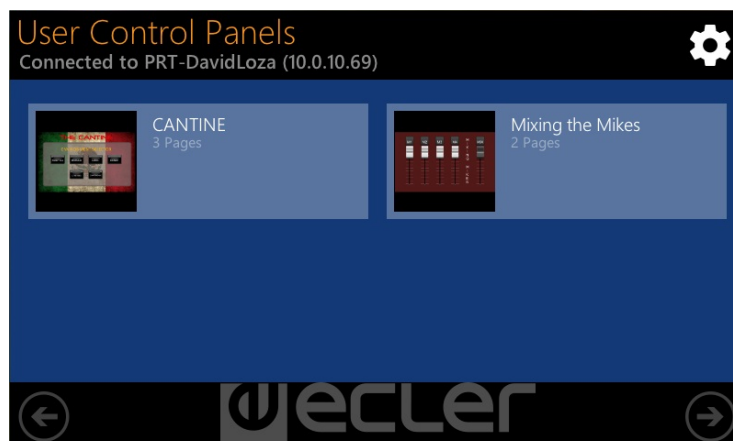 User Control Panels
Connected to PRT-DavidLoza (10.0.10.69)
CANTINE
3 Pages
Mixing the Mikes
2 Pages
ecler